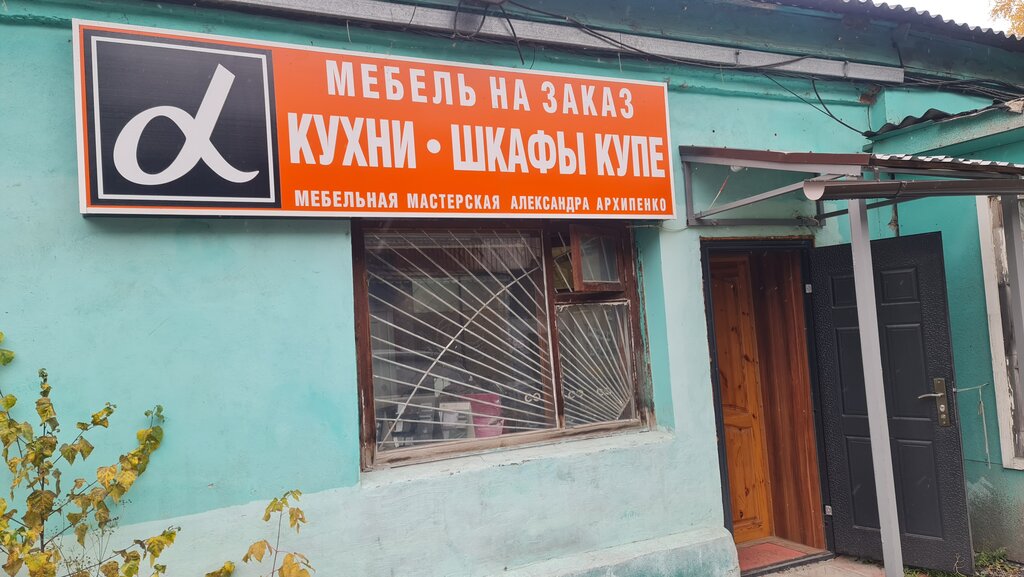 α
МЕБЕЛЬ НА ЗАКАЗ
КУХНИ • ШКАФЫ КУПЕ
МЕБЕЛЬНАЯ МАСТЕРСКАЯ АЛЕКСАНДРА АРХИПЕНКО